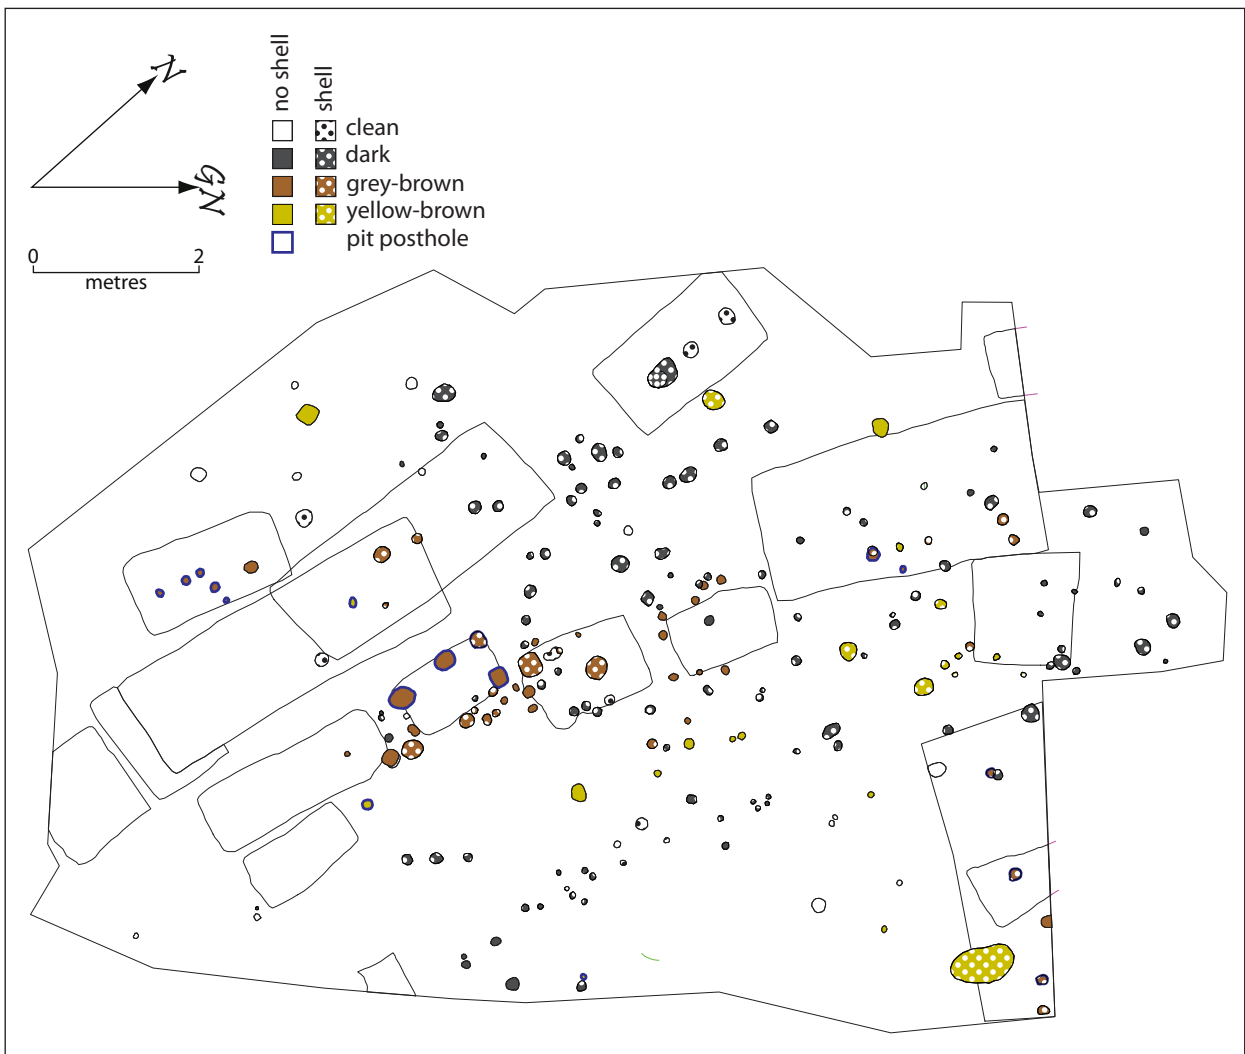 N
GN
0 2
metres
no shell
shell
clean
dark
grey-brown
yellow-brown
pit posthole